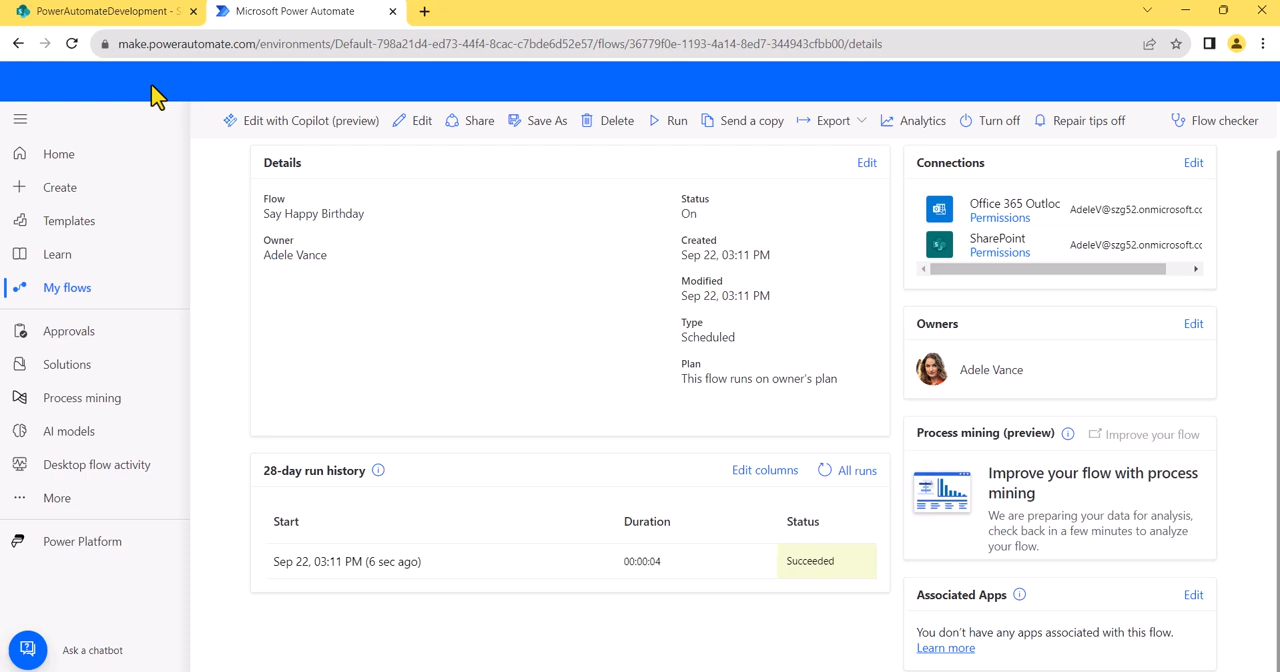 PowerAutomateDevelopment - S
Microsoft Power Automate
make.powerautomate.com/environments/Default-798a21d4-ed73-44f4-8cac-c7bde6d52e57/flows/36779f0e-1193-4a14-8ed7-344943cfbb00/details
Edit with Copilot (preview)
Edit
Share
Save As
Delete
Run
Send a copy
Export
Analytics
Turn off
Repair tips off
Flow checker
Home
Create
Templates
Learn
My flows
Approvals
Solutions
Process mining
AI models
Desktop flow activity
More
Power Platform
Ask a chatbot
Details
Edit
Flow
Say Happy Birthday
Owner
Adele Vance
Status
On
Created
Sep 22, 03:11 PM
Modified
Sep 22, 03:11 PM
Type
Scheduled
Plan
This flow runs on owner's plan
28-day run history
Edit columns
All runs
Start
Duration
Status
Sep 22, 03:11 PM (6 sec ago)
00:00:04
Succeeded
Connections
Edit
Office 365 Outloc
Permissions
AdeleV@szg52.onmicrosoft.cc
SharePoint
Permissions
AdeleV@szg52.onmicrosoft.cc
Owners
Edit
Adele Vance
Process mining (preview)
Improve your flow
Improve your flow with process
mining
We are preparing your data for analysis,
check back in a few minutes to analyze
your flow.
Associated Apps
Edit
You don't have any apps associated with this flow.
Learn more